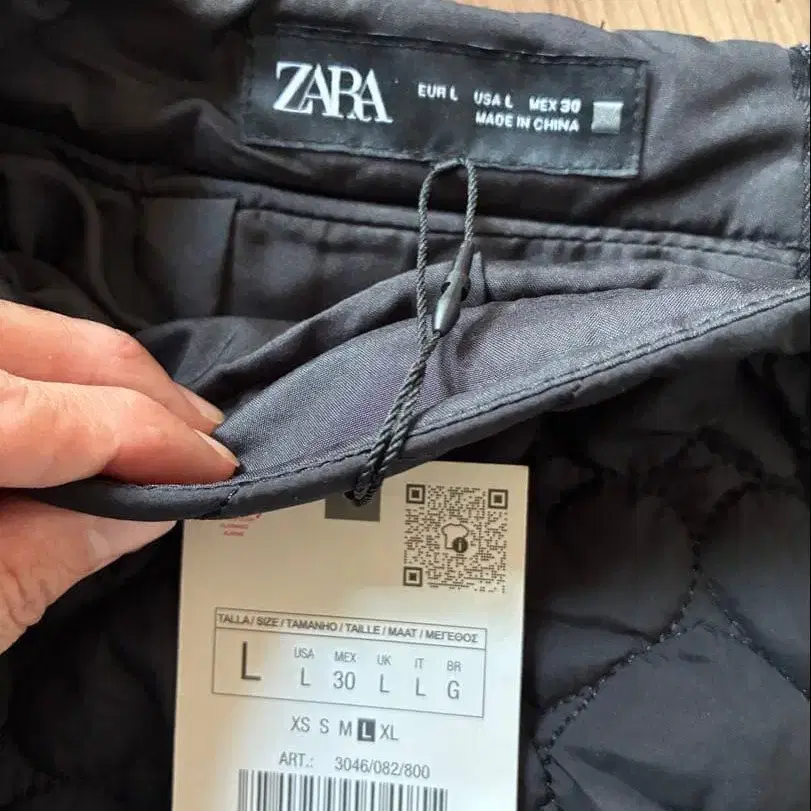 ZARA
EUR L USA L MEX 30
MADE IN CHINA
TALLA / SIZE / TAMANHO / TAILLE / MAAT / ΜΕΓΕΘΟΣ
L
USA MEX UK IT BR
L 30 L L G
XS S M L XL
ART.: 3046/082/800